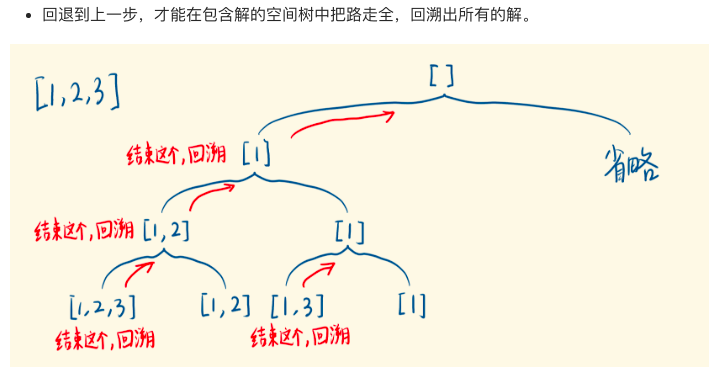 回退到上一步，才能在包含解的空间树中把路走全，回溯出所有的解。
[1,2,3]
[ ]
结束这个,回溯 [1]
省略
结束这个,回溯 [1,2]
[1]
[1,2,3]
[1,2]
[1,3]
[1]
结束这个,回溯
结束这个,回溯